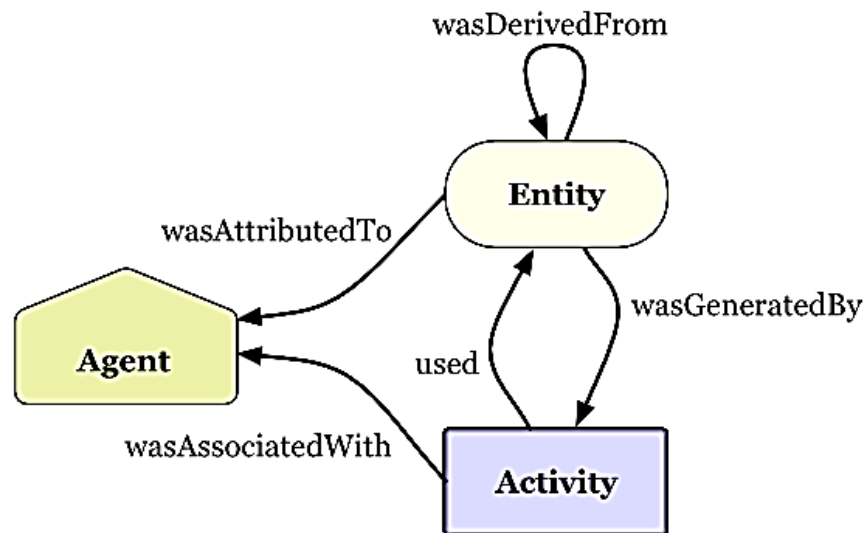 wasDerivedFrom
Entity
wasAttributedTo
wasGeneratedBy
Agent
used
wasAssociatedWith
Activity